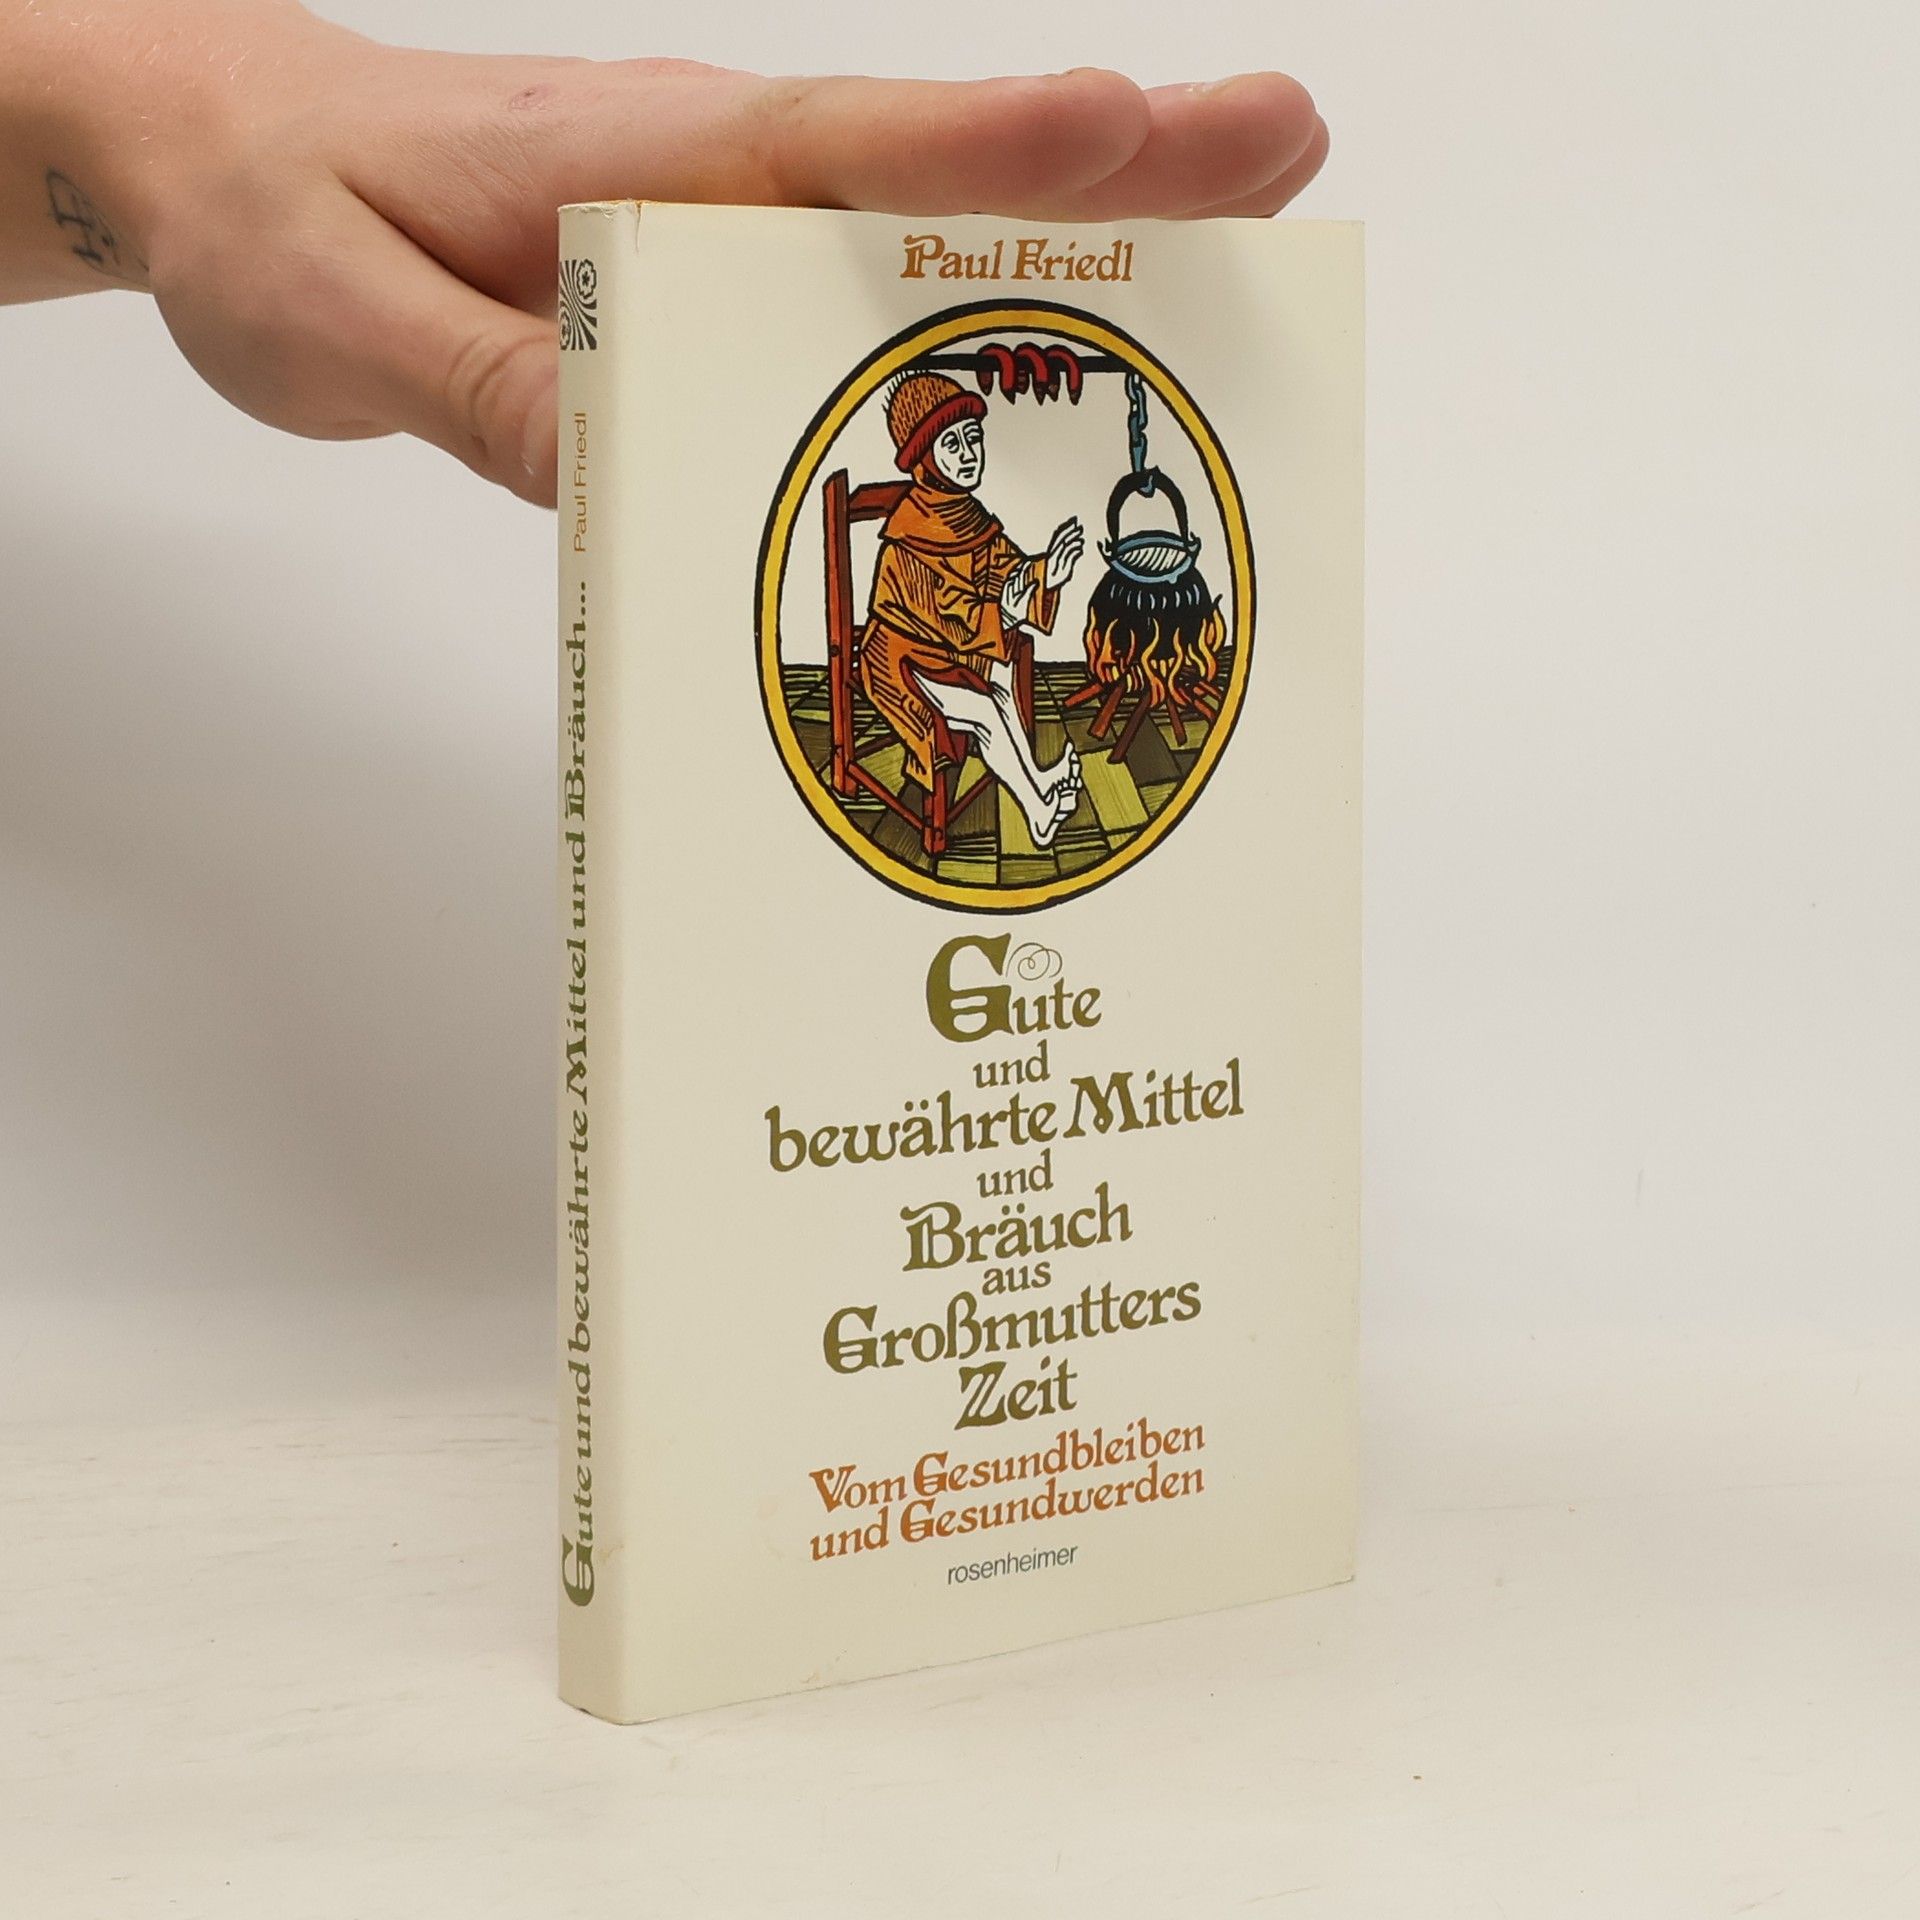 Paul Friedl
Gute
und
bewährte Mittel
und
Bräuch
aus
Großmutters
Zeit
Vom Gesundbleiben
und Gesundwerden
rosenheimer
Gute und bewährte Mittel und Bräuch... Paul Friedl